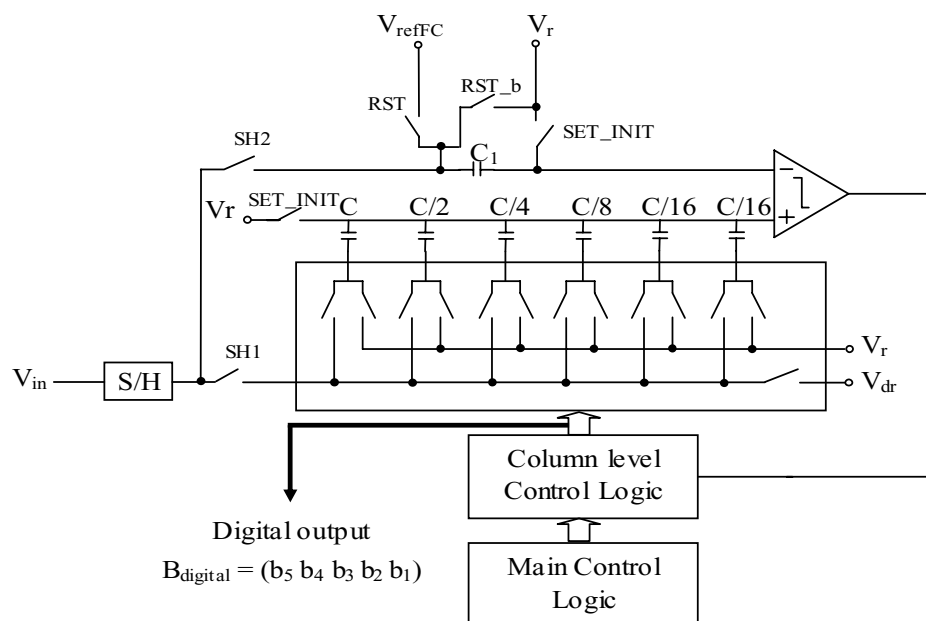 V_refFC V_r
RST_b
RST
SET_INIT
SH2
C_1
−
SET_INIT
Vr
C C/2 C/4 C/8 C/16 C/16
+
V_r
SH1
V_in S/H
V_dr
Column level
Control Logic
Digital output
B_digital = (b_5 b_4 b_3 b_2 b_1)
Main Control
Logic